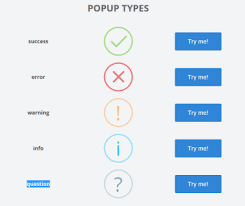 POPUP TYPES
success Try me!
error Try me!
warning ! Try me!
info i Try me!
question ? Try me!